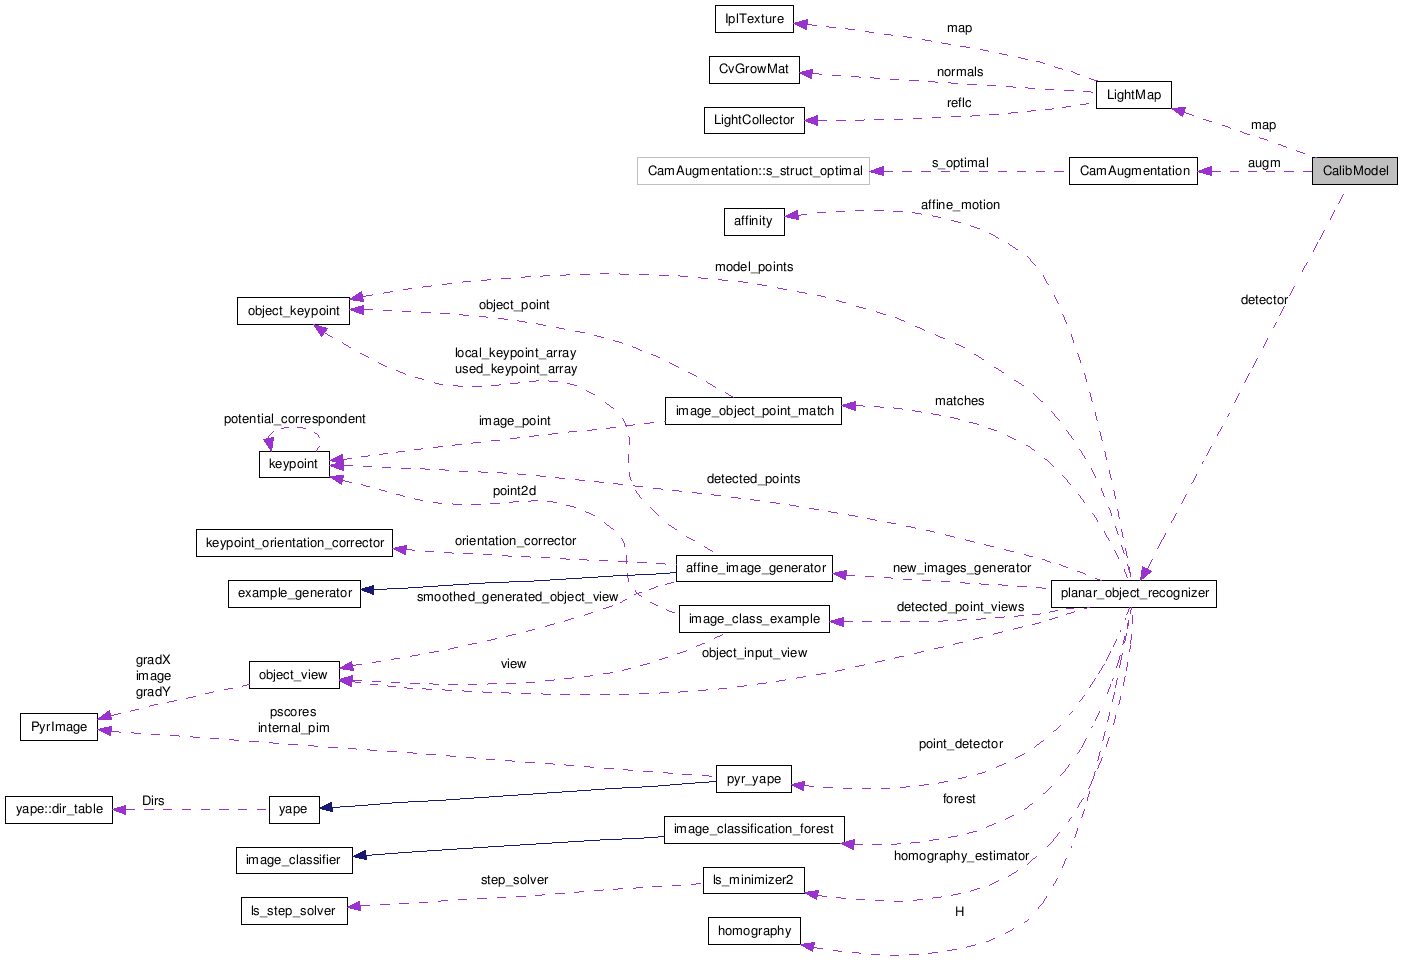 IplTexture
map
CvGrowMat
normals
LightMap
reflc
LightCollector
map
CamAugmentation::s_struct_optimal
s_optimal
CamAugmentation
augm
CalibModel
affinity
affine_motion
model_points
object_keypoint
object_point
detector
local_keypoint_array
used_keypoint_array
image_object_point_match
matches
potential_correspondent
image_point
keypoint
point2d
detected_points
keypoint_orientation_corrector
orientation_corrector
affine_image_generator
new_images_generator
example_generator
smoothed_generated_object_view
planar_object_recognizer
image_class_example
detected_point_views
object_input_view
gradX
image
gradY
object_view
view
PyrImage
pscores
internal_pim
point_detector
pyr_yape
yape::dir_table
Dirs
yape
forest
image_classification_forest
image_classifier
homography_estimator
step_solver
ls_minimizer2
ls_step_solver
H
homography